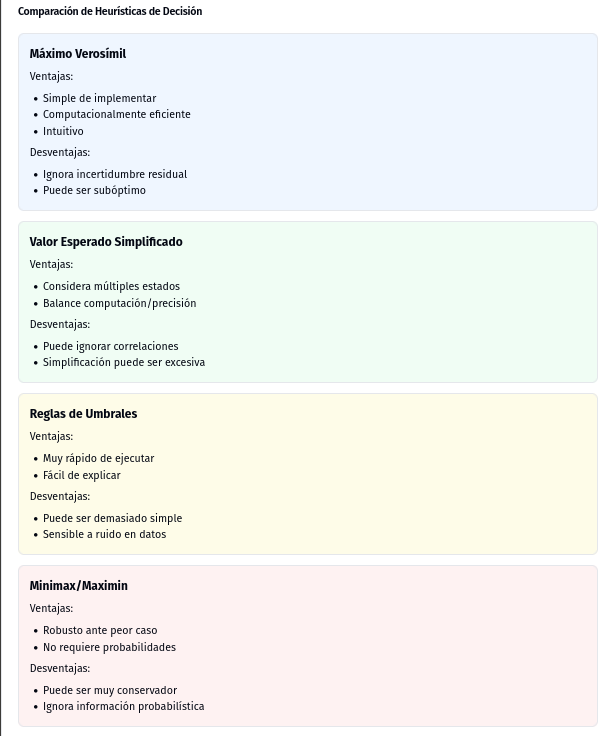 Comparación de Heurísticas de Decisión
Máximo Verosímil
Ventajas:
• Simple de implementar
• Computacionalmente eficiente
• Intuitivo
Desventajas:
• Ignora incertidumbre residual
• Puede ser subóptimo
Valor Esperado Simplificado
Ventajas:
• Considera múltiples estados
• Balance computación/precisión
Desventajas:
• Puede ignorar correlaciones
• Simplificación puede ser excesiva
Reglas de Umbrales
Ventajas:
• Muy rápido de ejecutar
• Fácil de explicar
Desventajas:
• Puede ser demasiado simple
• Sensible a ruido en datos
Minimax/Maximin
Ventajas:
• Robusto ante peor caso
• No requiere probabilidades
Desventajas:
• Puede ser muy conservador
• Ignora información probabilística